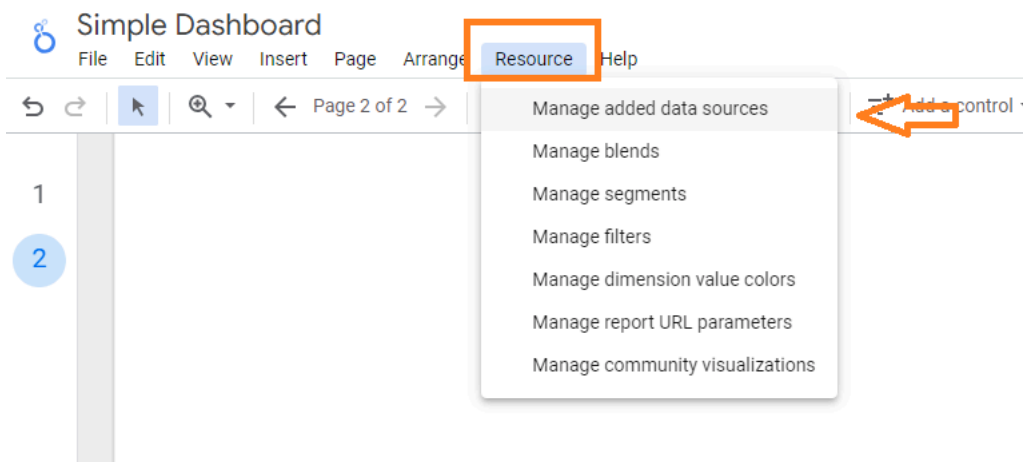 Simple Dashboard
File Edit View Insert Page Arrange Resource Help
Page 2 of 2 Add a control
Manage added data sources
Manage blends
1
Manage segments
Manage filters
2
Manage dimension value colors
Manage report URL parameters
Manage community visualizations